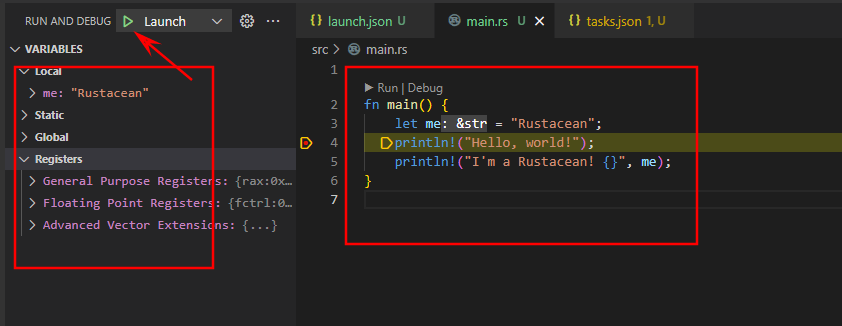 RUN AND DEBUG Launch
VARIABLES
Local
me: "Rustacean"
Static
Global
Registers
General Purpose Registers: {rax:0x…
Floating Point Registers: {fctrl:0…
Advanced Vector Extensions: {...}
{} launch.json U main.rs U {} tasks.json 1, U
src > main.rs
1
Run | Debug
2 fn main() {
3 let me: &str = "Rustacean";
4 println!("Hello, world!");
5 println!("I'm a Rustacean! {}", me);
6 }
7